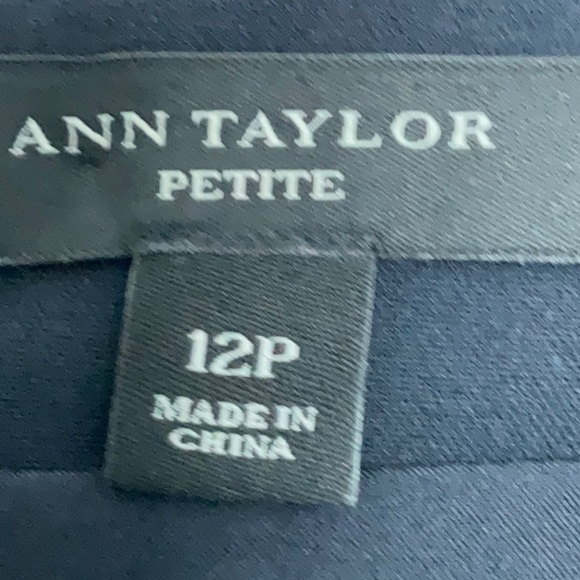 ANN TAYLOR
PETITE
12P
MADE IN
CHINA